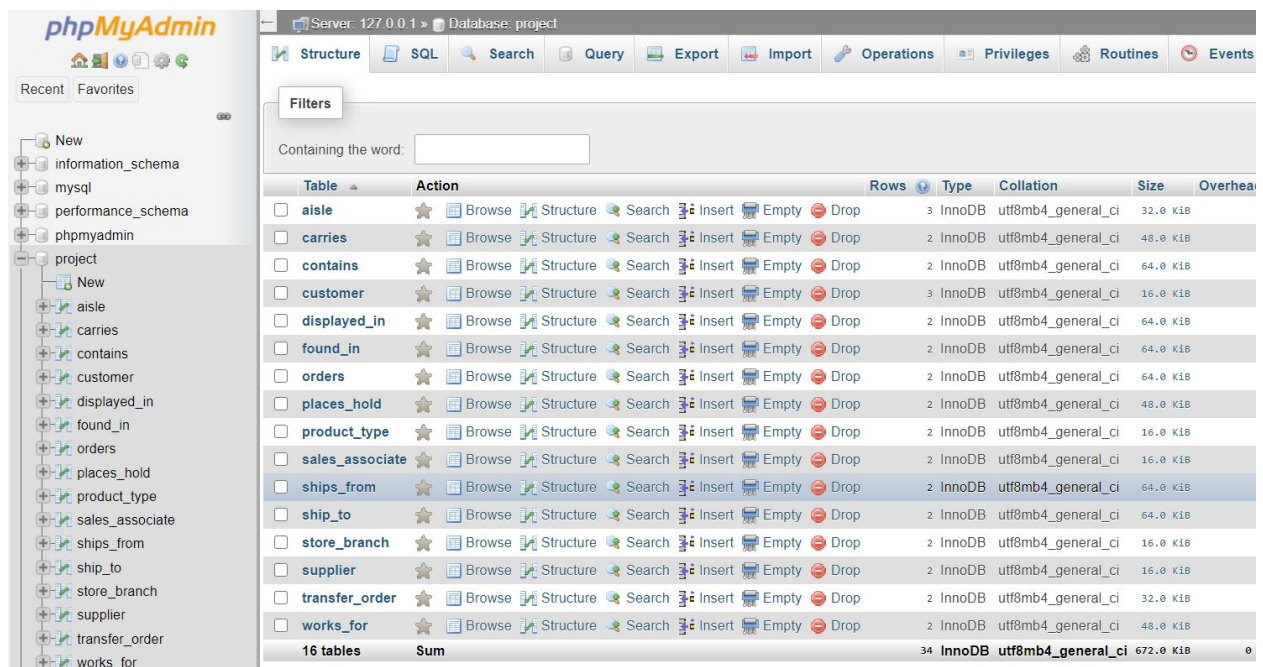 phpMyAdmin
Recent Favorites
New
information_schema
mysql
performance_schema
phpmyadmin
project
New
aisle
carries
contains
customer
displayed_in
found_in
orders
places_hold
product_type
sales_associate
ships_from
ship_to
store_branch
supplier
transfer_order
works_for
Server: 127.0.0.1 » Database: project
Structure SQL Search Query Export Import Operations Privileges Routines Events
Filters
Containing the word:
Table Action Rows Type Collation Size Overhea
aisle Browse Structure Search Insert Empty Drop 3 InnoDB utf8mb4_general_ci 32.0 KiB
carries Browse Structure Search Insert Empty Drop 2 InnoDB utf8mb4_general_ci 48.0 KiB
contains Browse Structure Search Insert Empty Drop 2 InnoDB utf8mb4_general_ci 64.0 KiB
customer Browse Structure Search Insert Empty Drop 3 InnoDB utf8mb4_general_ci 16.0 KiB
displayed_in Browse Structure Search Insert Empty Drop 2 InnoDB utf8mb4_general_ci 64.0 KiB
found_in Browse Structure Search Insert Empty Drop 2 InnoDB utf8mb4_general_ci 64.0 KiB
orders Browse Structure Search Insert Empty Drop 2 InnoDB utf8mb4_general_ci 64.0 KiB
places_hold Browse Structure Search Insert Empty Drop 2 InnoDB utf8mb4_general_ci 48.0 KiB
product_type Browse Structure Search Insert Empty Drop 2 InnoDB utf8mb4_general_ci 16.0 KiB
sales_associate Browse Structure Search Insert Empty Drop 2 InnoDB utf8mb4_general_ci 16.0 KiB
ships_from Browse Structure Search Insert Empty Drop 2 InnoDB utf8mb4_general_ci 64.0 KiB
ship_to Browse Structure Search Insert Empty Drop 2 InnoDB utf8mb4_general_ci 64.0 KiB
store_branch Browse Structure Search Insert Empty Drop 2 InnoDB utf8mb4_general_ci 16.0 KiB
supplier Browse Structure Search Insert Empty Drop 2 InnoDB utf8mb4_general_ci 16.0 KiB
transfer_order Browse Structure Search Insert Empty Drop 2 InnoDB utf8mb4_general_ci 32.0 KiB
works_for Browse Structure Search Insert Empty Drop 2 InnoDB utf8mb4_general_ci 48.0 KiB
16 tables Sum 34 InnoDB utf8mb4_general_ci 672.0 KiB 0